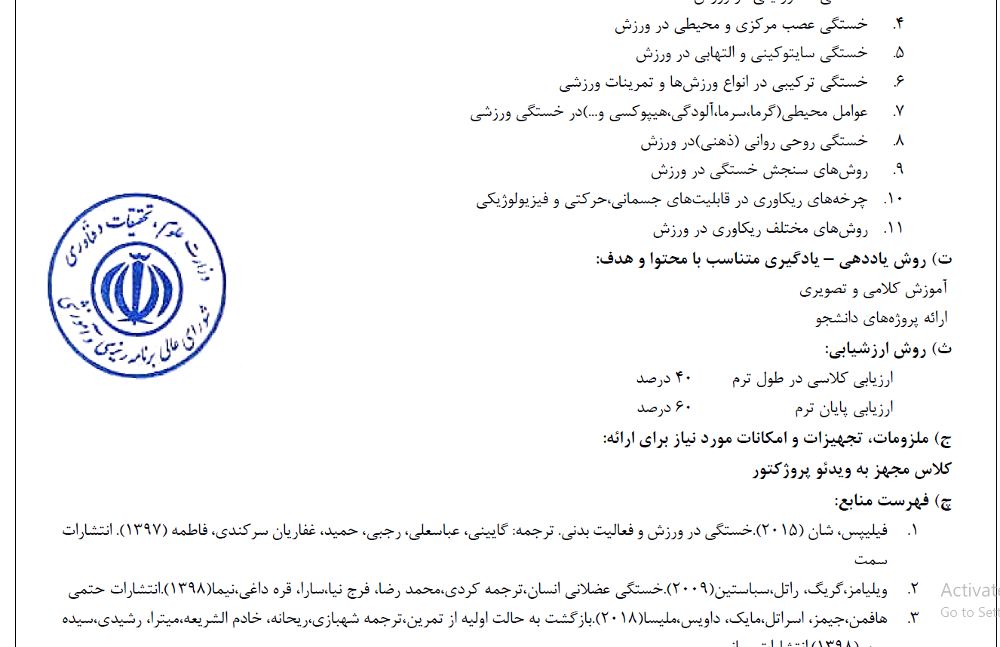 ۴. خستگی عصب مرکزی و محیطی در ورزش
۵. خستگی سایتوکینی و التهابی در ورزش
۶. خستگی ترکیبی در انواع ورزش‌ها و تمرینات ورزشی
۷. عوامل محیطی(گرما،سرما،آلودگی،هیپوکسی و...)در خستگی ورزشی
۸. خستگی روحی روانی (ذهنی)در ورزش
۹. روش‌های سنجش خستگی در ورزش
۱۰. چرخه‌های ریکاوری در قابلیت‌های جسمانی،حرکتی و فیزیولوژیکی
۱۱. روش‌های مختلف ریکاوری در ورزش
ت) روش یاددهی – یادگیری متناسب با محتوا و هدف:
آموزش کلامی و تصویری
ارائه پروژه‌های دانشجو
ث) روش ارزشیابی:
ارزیابی کلاسی در طول ترم ۴۰ درصد
ارزیابی پایان ترم ۶۰ درصد
ج) ملزومات، تجهیزات و امکانات مورد نیاز برای ارائه:
کلاس مجهز به ویدئو پروژکتور
چ) فهرست منابع:
۱. فیلیپس، شان (۲۰۱۵).خستگی در ورزش و فعالیت بدنی. ترجمه: گایینی، عباسعلی، رجبی، حمید، غفاریان سرکندی، فاطمه (۱۳۹۷). انتشارات
سمت
۲. ویلیامز،گریگ، راتل،سباستین(۲۰۰۹).خستگی عضلانی انسان،ترجمه کردی،محمد رضا، فرج نیا،سارا، قره داغی،نیما(۱۳۹۸).انتشارات حتمی
۳. هافمن،جیمز، اسراتل،مایک، داویس،ملیسا(۲۰۱۸).بازگشت به حالت اولیه از تمرین،ترجمه شهبازی،ریحانه، خادم الشریعه،میترا، رشیدی،سیده
وزارت علوم، تحقیقات و فناوری
شورای عالی برنامه ریزی و آموزشی
Activate
Go to Sett